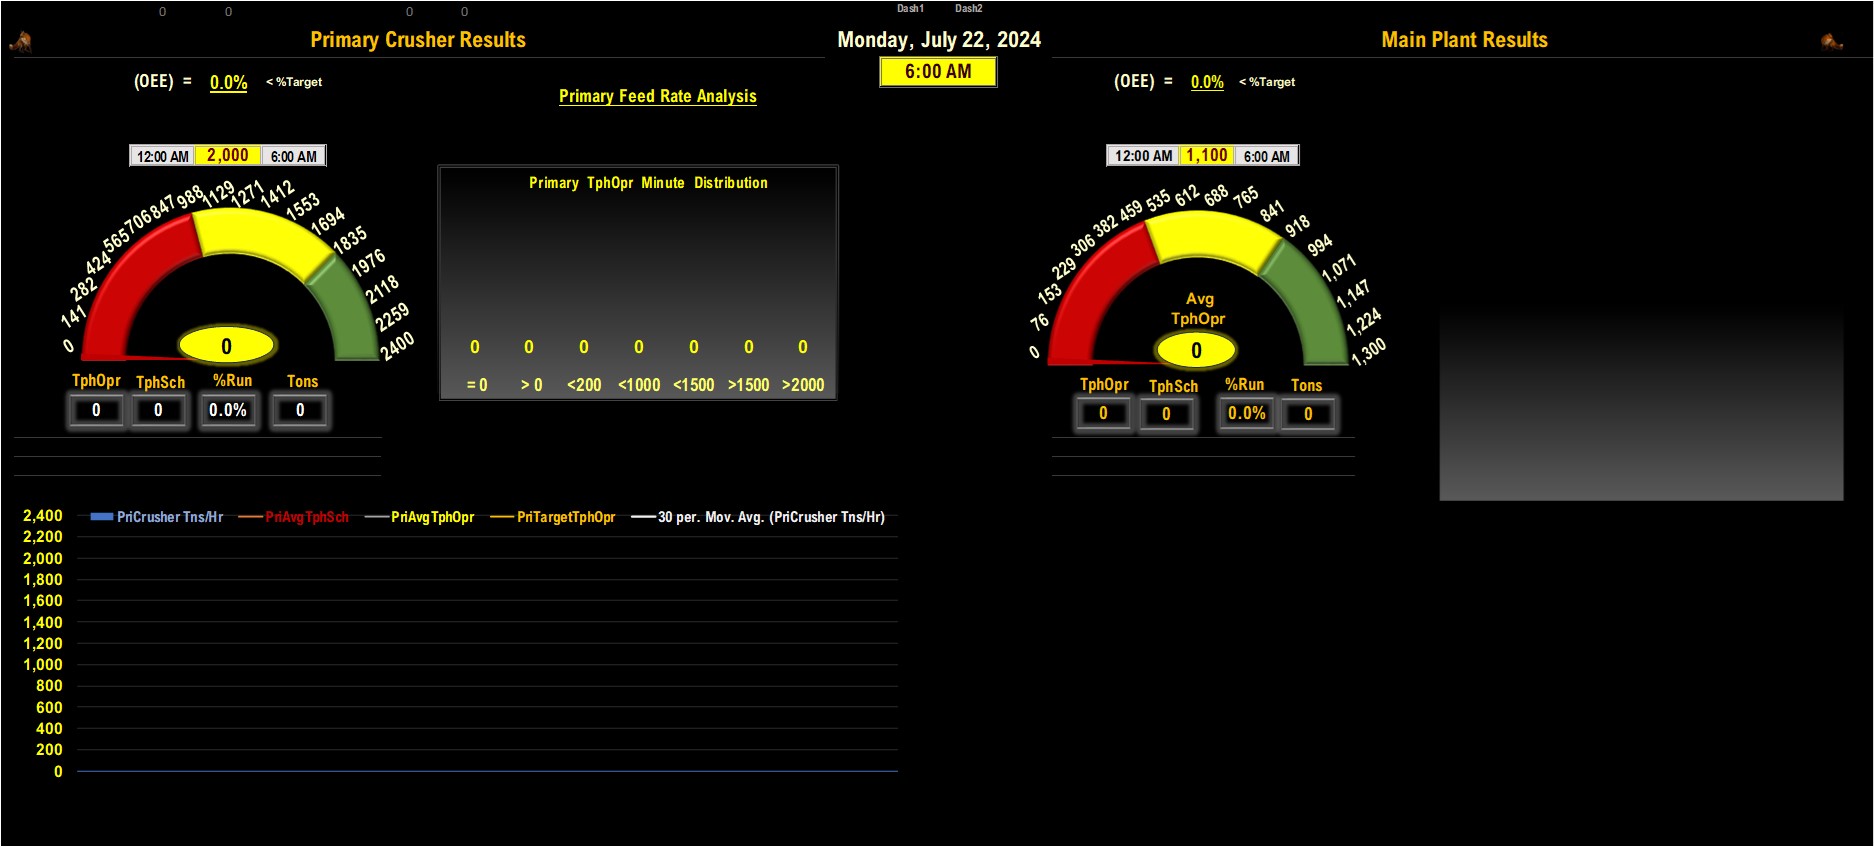 0 0 0 0 Dash1 Dash2
Primary Crusher Results
Monday, July 22, 2024
Main Plant Results
6:00 AM
(OEE) = 0.0% < %Target
Primary Feed Rate Analysis
(OEE) = 0.0% < %Target
12:00 AM 2,000 6:00 AM
0 141 282 424 565 706 847 988 1129 1271 1412 1553 1694 1835 1976 2118 2259 2400
0
TphOpr TphSch %Run Tons
0 0 0.0% 0
Primary TphOpr Minute Distribution
0 0 0 0 0 0 0
= 0 > 0 <200 <1000 <1500 >1500 >2000
12:00 AM 1,100 6:00 AM
0 76 153 229 306 382 459 535 612 688 765 841 918 994 1,071 1,147 1,224 1,300
Avg
TphOpr
0
TphOpr TphSch %Run Tons
0 0 0.0% 0
PriCrusher Tns/Hr PriAvgTphSch PriAvgTphOpr PriTargetTphOpr 30 per. Mov. Avg. (PriCrusher Tns/Hr)
2,400
2,200
2,000
1,800
1,600
1,400
1,200
1,000
800
600
400
200
0